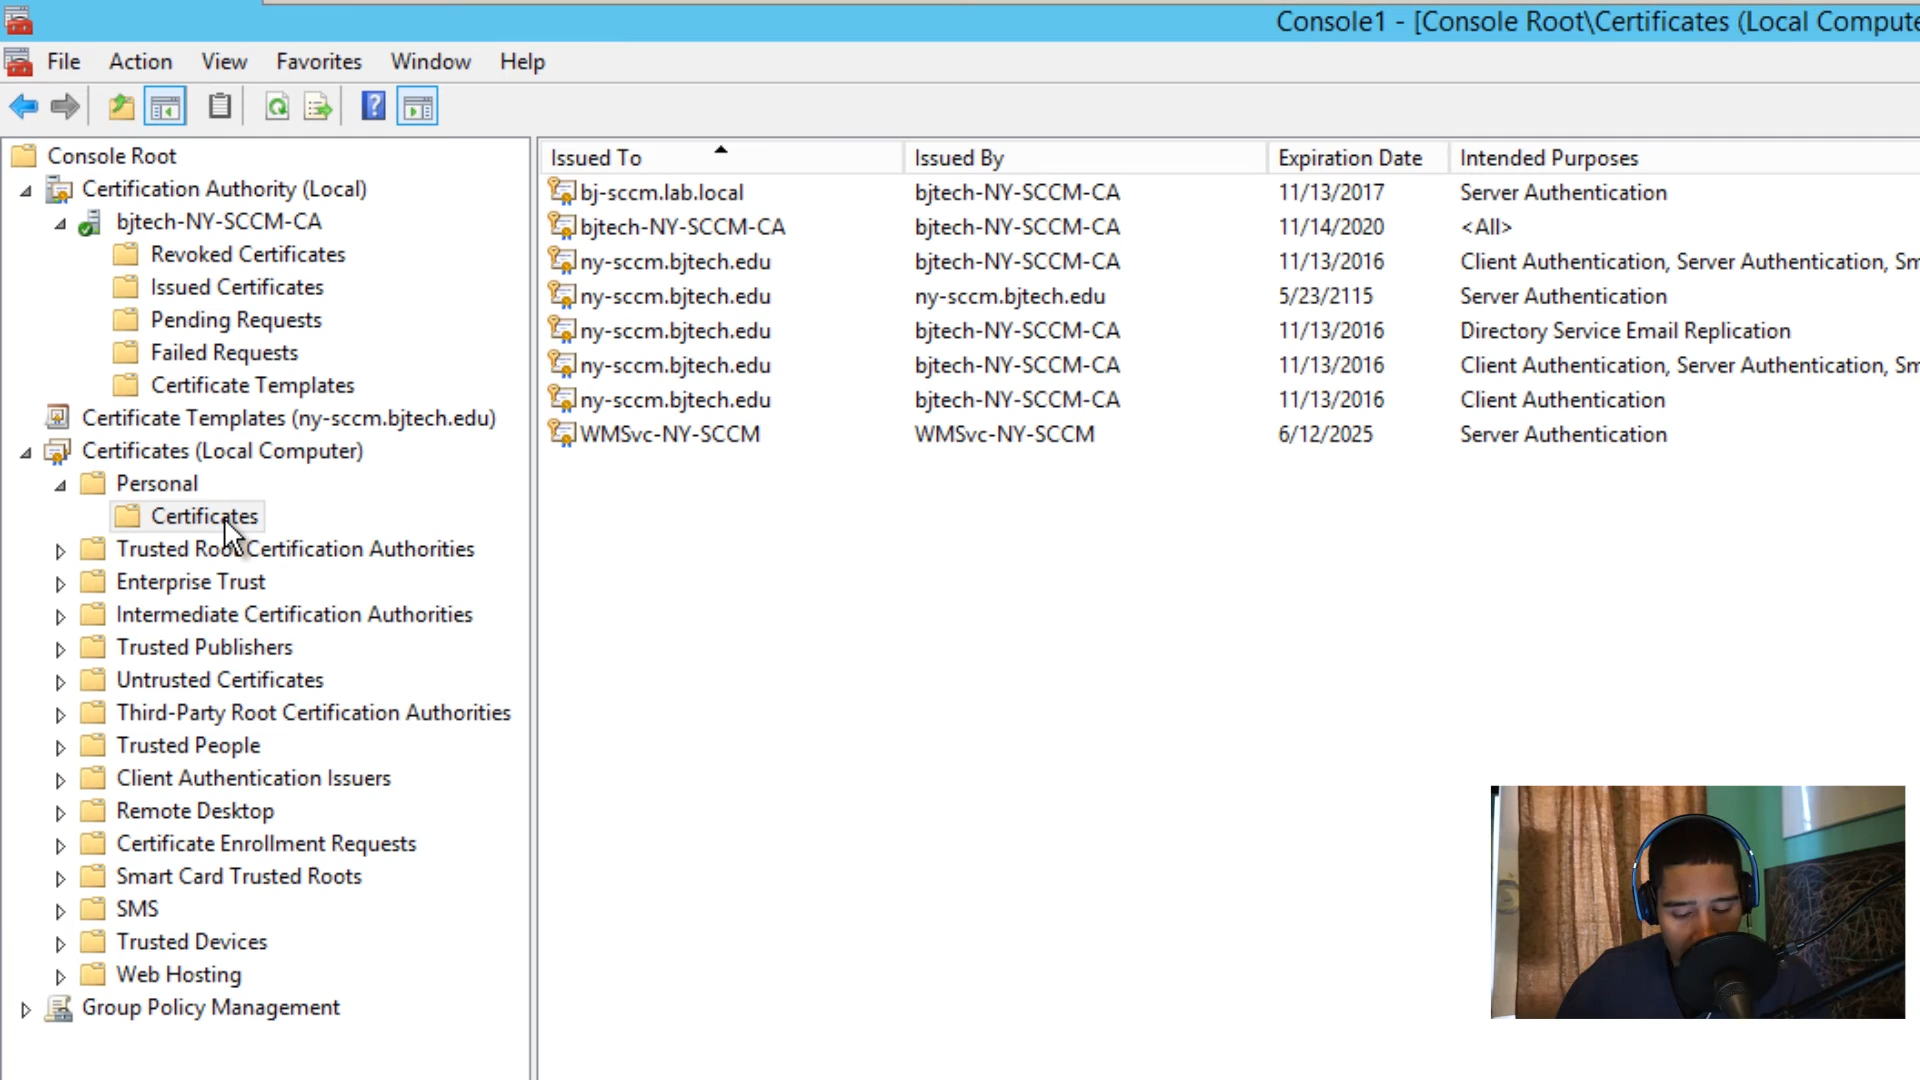 Console1 - [Console Root\Certificates (Local Compute
File Action View Favorites Window Help
Console Root
Certification Authority (Local)
bjtech-NY-SCCM-CA
Revoked Certificates
Issued Certificates
Pending Requests
Failed Requests
Certificate Templates
Certificate Templates (ny-sccm.bjtech.edu)
Certificates (Local Computer)
Personal
Certificates
Trusted Root Certification Authorities
Enterprise Trust
Intermediate Certification Authorities
Trusted Publishers
Untrusted Certificates
Third-Party Root Certification Authorities
Trusted People
Client Authentication Issuers
Remote Desktop
Certificate Enrollment Requests
Smart Card Trusted Roots
SMS
Trusted Devices
Web Hosting
Group Policy Management
Issued To Issued By Expiration Date Intended Purposes
bj-sccm.lab.local bjtech-NY-SCCM-CA 11/13/2017 Server Authentication
bjtech-NY-SCCM-CA bjtech-NY-SCCM-CA 11/14/2020 <All>
ny-sccm.bjtech.edu bjtech-NY-SCCM-CA 11/13/2016 Client Authentication, Server Authentication, Sm
ny-sccm.bjtech.edu ny-sccm.bjtech.edu 5/23/2115 Server Authentication
ny-sccm.bjtech.edu bjtech-NY-SCCM-CA 11/13/2016 Directory Service Email Replication
ny-sccm.bjtech.edu bjtech-NY-SCCM-CA 11/13/2016 Client Authentication, Server Authentication, Sm
ny-sccm.bjtech.edu bjtech-NY-SCCM-CA 11/13/2016 Client Authentication
WMSvc-NY-SCCM WMSvc-NY-SCCM 6/12/2025 Server Authentication